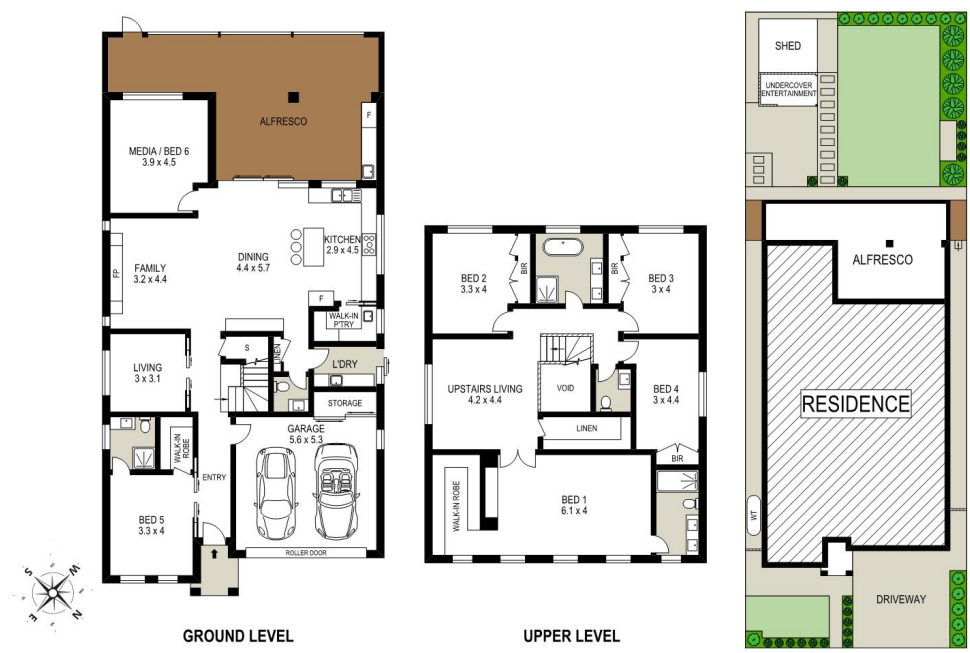 ALFRESCO
F
MEDIA / BED 6
3.9 x 4.5
FP
FAMILY
3.2 x 4.4
DINING
4.4 x 5.7
KITCHEN
2.9 x 4.5
F
WALK-IN
P'TRY
LIVING
3 x 3.1
S
LINEN
L'DRY
STORAGE
GARAGE
5.6 x 5.3
WALK-IN
ROBE
ENTRY
BED 5
3.3 x 4
ROLLER DOOR
S
W
E
N
GROUND LEVEL
BED 2
3.3 x 4
BIR
BIR
BED 3
3 x 4
UPSTAIRS LIVING
4.2 x 4.4
VOID
BED 4
3 x 4.4
LINEN
BIR
WALK-IN ROBE
BED 1
6.1 x 4
UPPER LEVEL
SHED
UNDERCOVER
ENTERTAINMENT
ALFRESCO
RESIDENCE
WT
DRIVEWAY